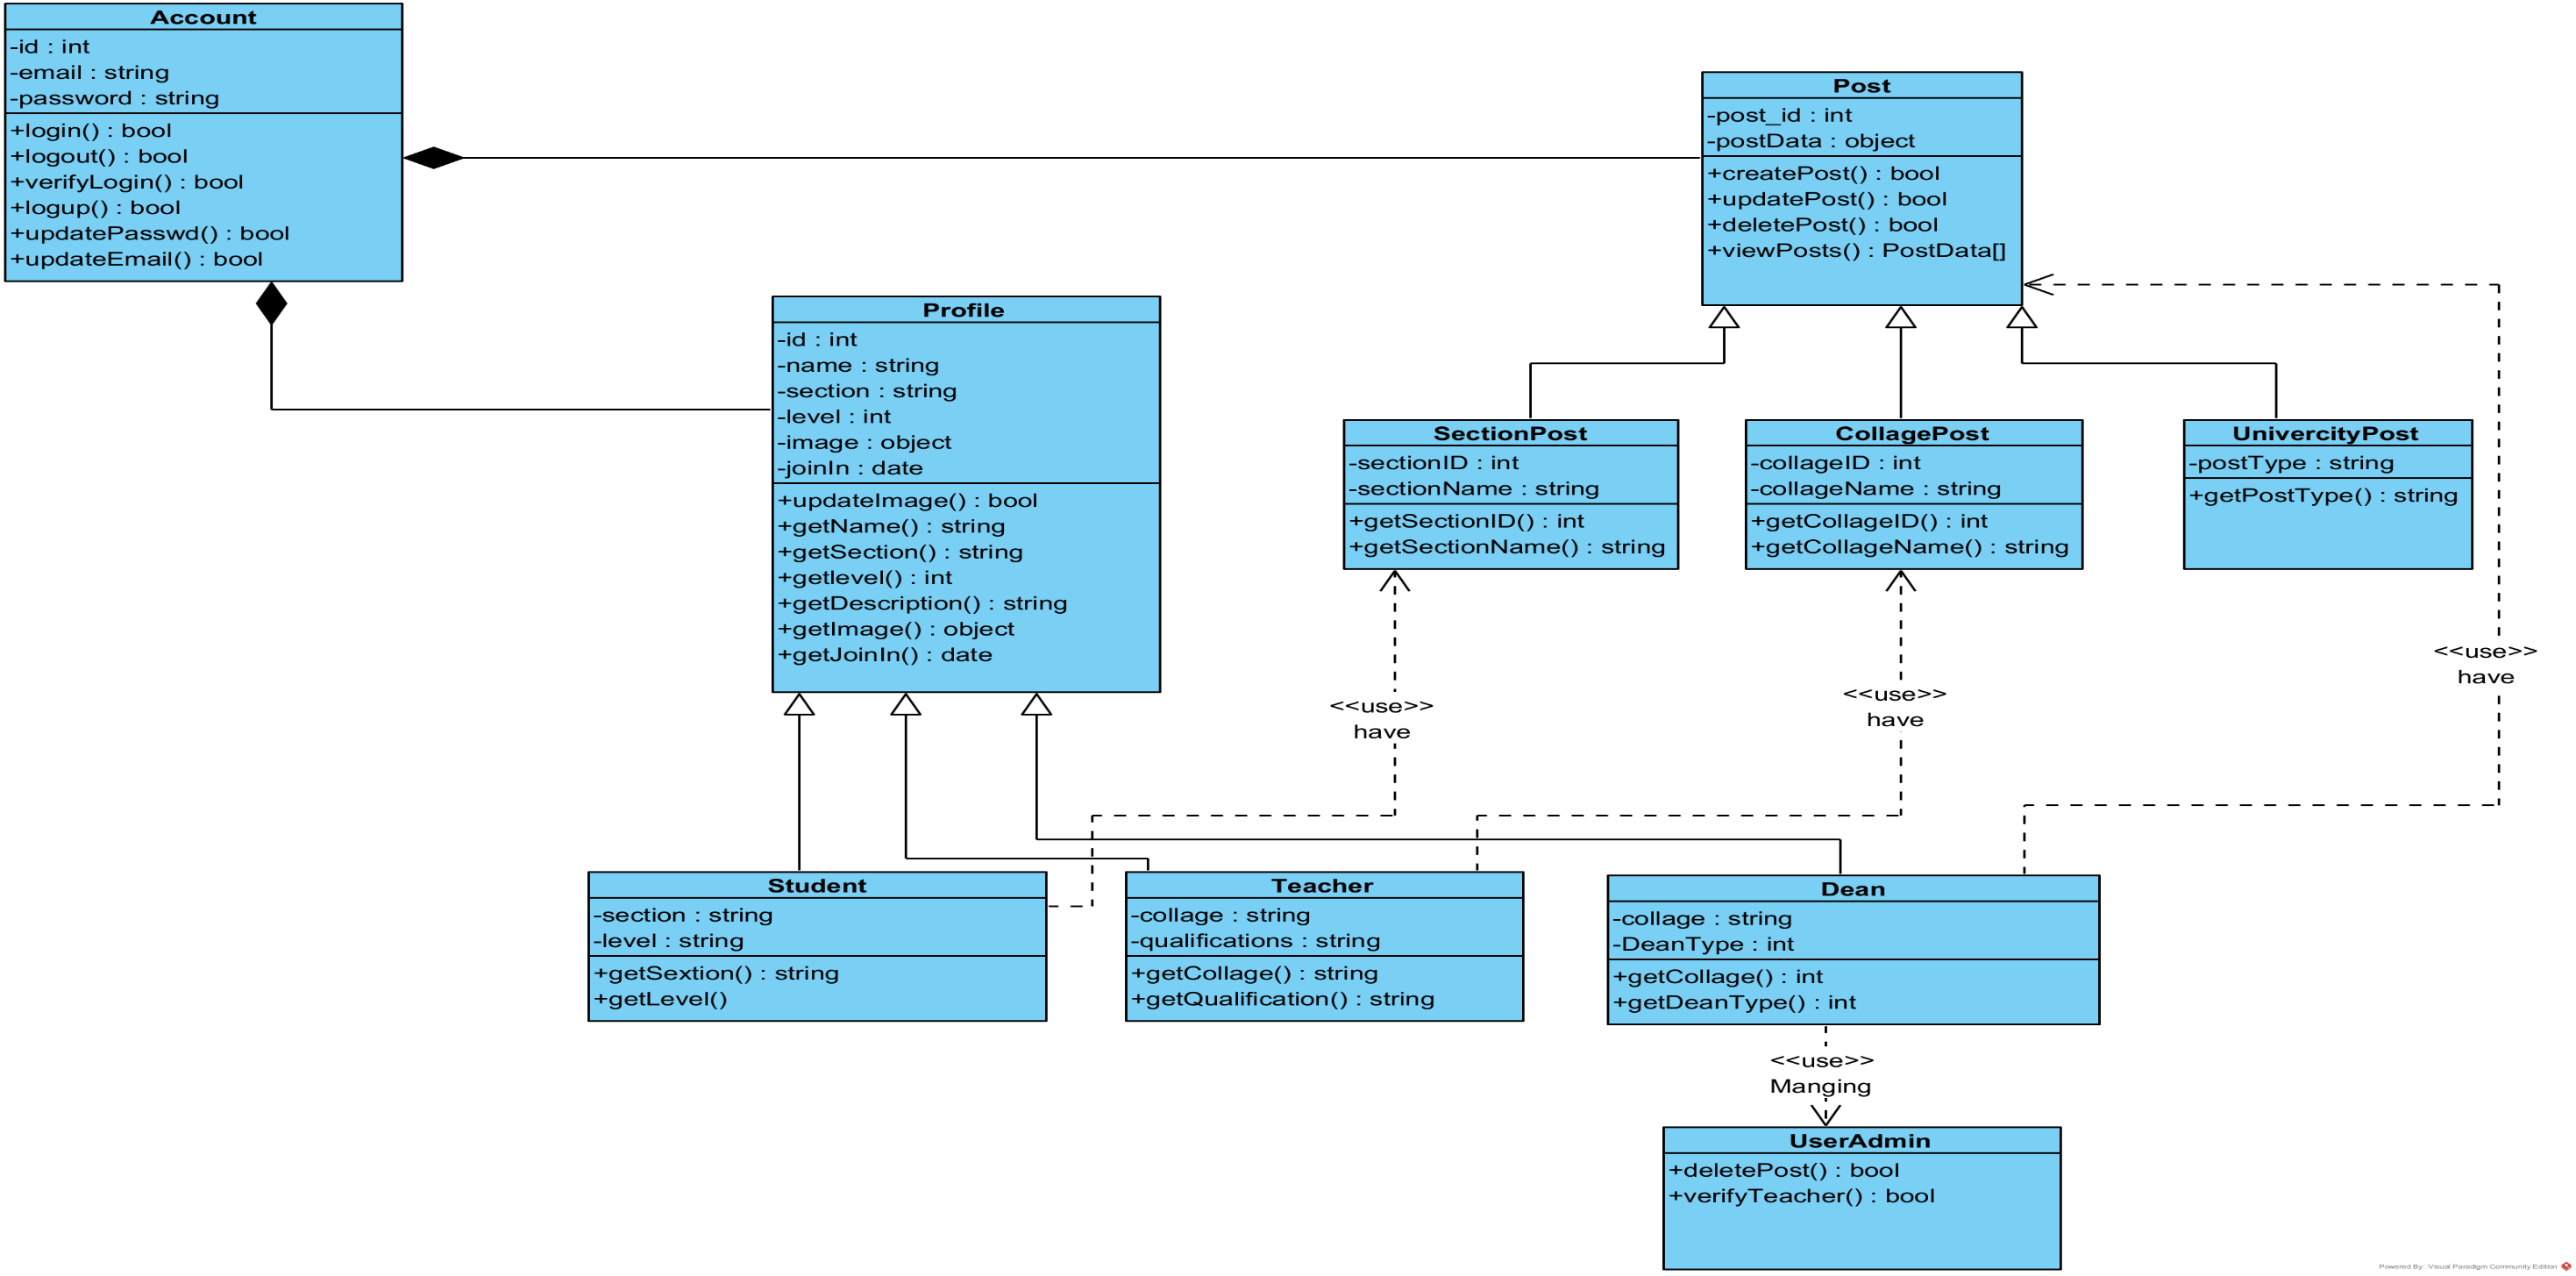 Account
-id : int
-email : string
-password : string
+login() : bool
+logout() : bool
+verifyLogin() : bool
+logup() : bool
+updatePasswd() : bool
+updateEmail() : bool
Post
-post_id : int
-postData : object
+createPost() : bool
+updatePost() : bool
+deletePost() : bool
+viewPosts() : PostData[]
Profile
-id : int
-name : string
-section : string
-level : int
-image : object
-joinIn : date
+updateImage() : bool
+getName() : string
+getSection() : string
+getlevel() : int
+getDescription() : string
+getImage() : object
+getJoinIn() : date
SectionPost
-sectionID : int
-sectionName : string
+getSectionID() : int
+getSectionName() : string
CollagePost
-collageID : int
-collageName : string
+getCollageID() : int
+getCollageName() : string
UnivercityPost
-postType : string
+getPostType() : string
<<use>>
have
<<use>>
have
<<use>>
have
Student
-section : string
-level : string
+getSextion() : string
+getLevel()
Teacher
-collage : string
-qualifications : string
+getCollage() : string
+getQualification() : string
Dean
-collage : string
-DeanType : int
+getCollage() : int
+getDeanType() : int
<<use>>
Manging
UserAdmin
+deletePost() : bool
+verifyTeacher() : bool
Powered By: Visual Paradigm Community Edition